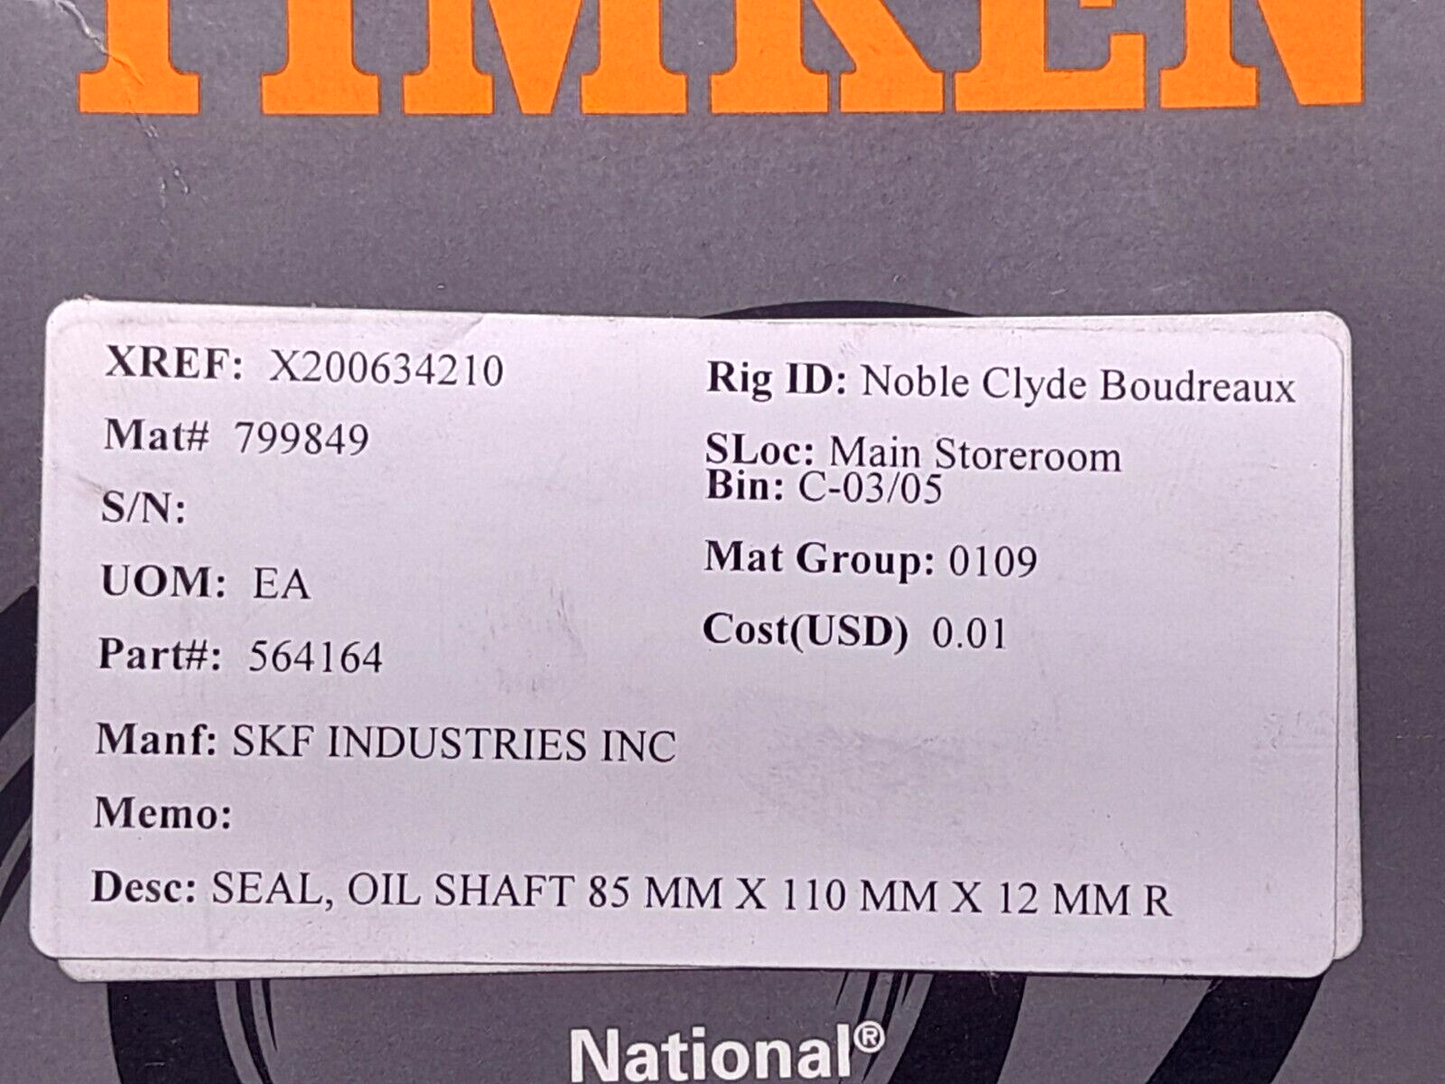 TIMKEN
XREF: X200634210
Mat# 799849
S/N:
UOM: EA
Part#: 564164
Manf: SKF INDUSTRIES INC
Memo:
Desc: SEAL, OIL SHAFT 85 MM X 110 MM X 12 MM R
Rig ID: Noble Clyde Boudreaux
SLoc: Main Storeroom
Bin: C-03/05
Mat Group: 0109
Cost(USD) 0.01
National®